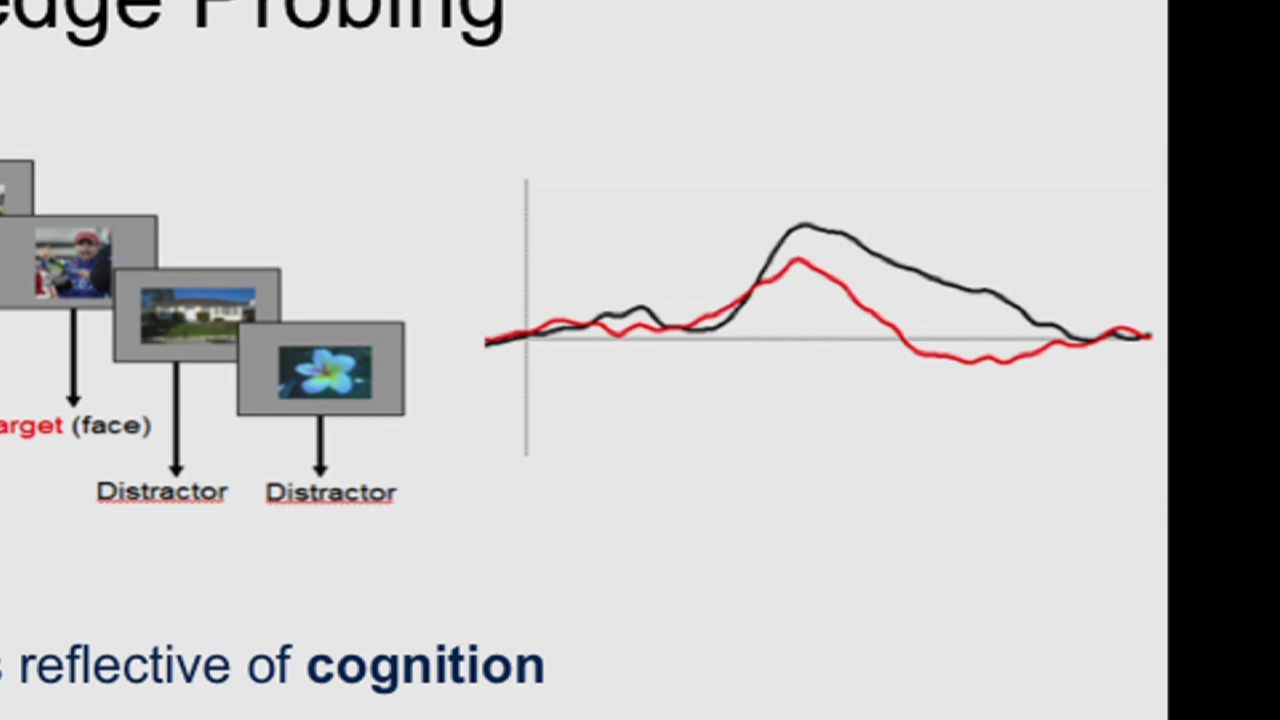 edge Probing
arget (face)
Distractor Distractor
s reflective of cognition